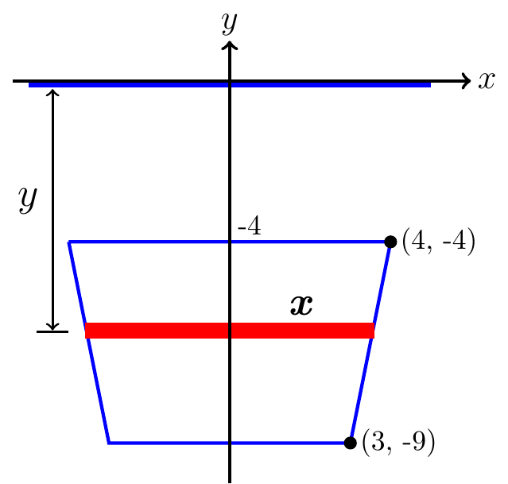 y
x
y
-4
(4, -4)
x
(3, -9)